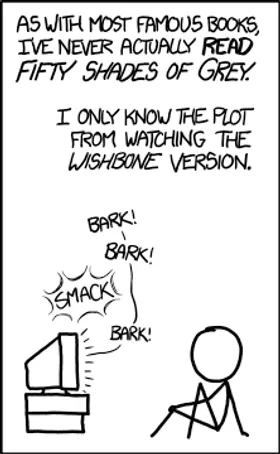 AS WITH MOST FAMOUS BOOKS,
I'VE NEVER ACTUALLY READ
FIFTY SHADES OF GREY.
I ONLY KNOW THE PLOT
FROM WATCHING THE
WISHBONE VERSION.
BARK!
BARK!
SMACK
BARK!